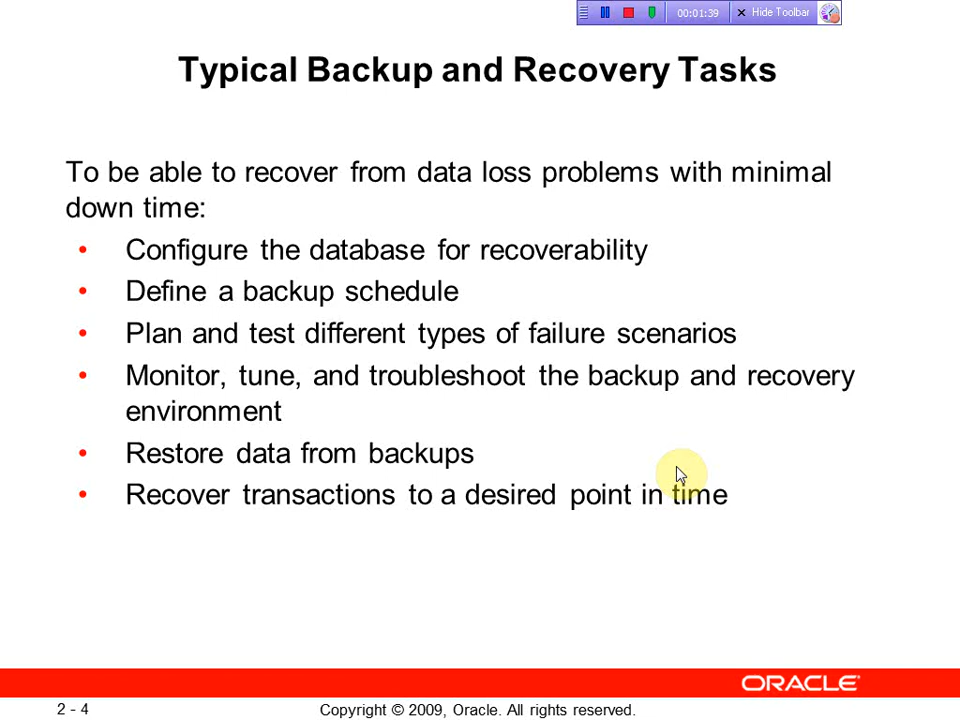 00:01:39 Hide Toolbar
Typical Backup and Recovery Tasks
To be able to recover from data loss problems with minimal
down time:
• Configure the database for recoverability
• Define a backup schedule
• Plan and test different types of failure scenarios
• Monitor, tune, and troubleshoot the backup and recovery
environment
• Restore data from backups
• Recover transactions to a desired point in time
ORACLE
2 - 4
Copyright © 2009, Oracle. All rights reserved.